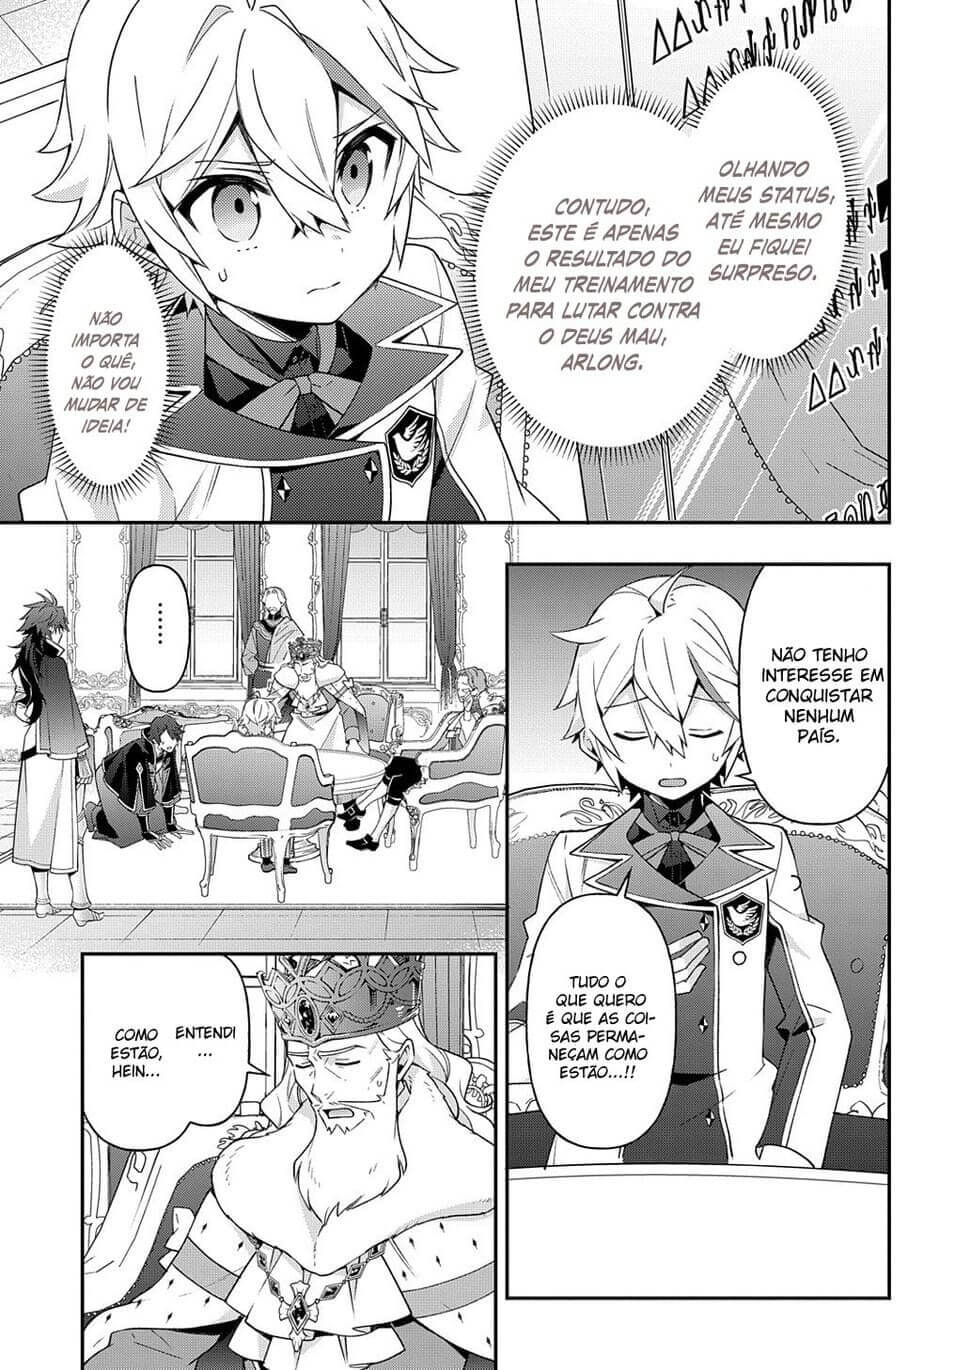 OLHANDO
MEUS STATUS,
ATÉ MESMO
EU FIQUEI
SURPRESO.
CONTUDO,
ESTE É APENAS
O RESULTADO DO
MEU TREINAMENTO
PARA LUTAR CONTRA
O DEUS MAU,
ARLONG.
NÃO
IMPORTA
O QUÊ,
NÃO VOU
MUDAR DE
IDEIA!
NÃO TENHO
INTERESSE EM
CONQUISTAR
NENHUM
PAÍS.
TUDO O
QUE QUERO
É QUE AS COI-
SAS PERMA-
NEÇAM COMO
ESTÃO...!!
......
ENTENDI
...
COMO
ESTÃO,
HEIN...